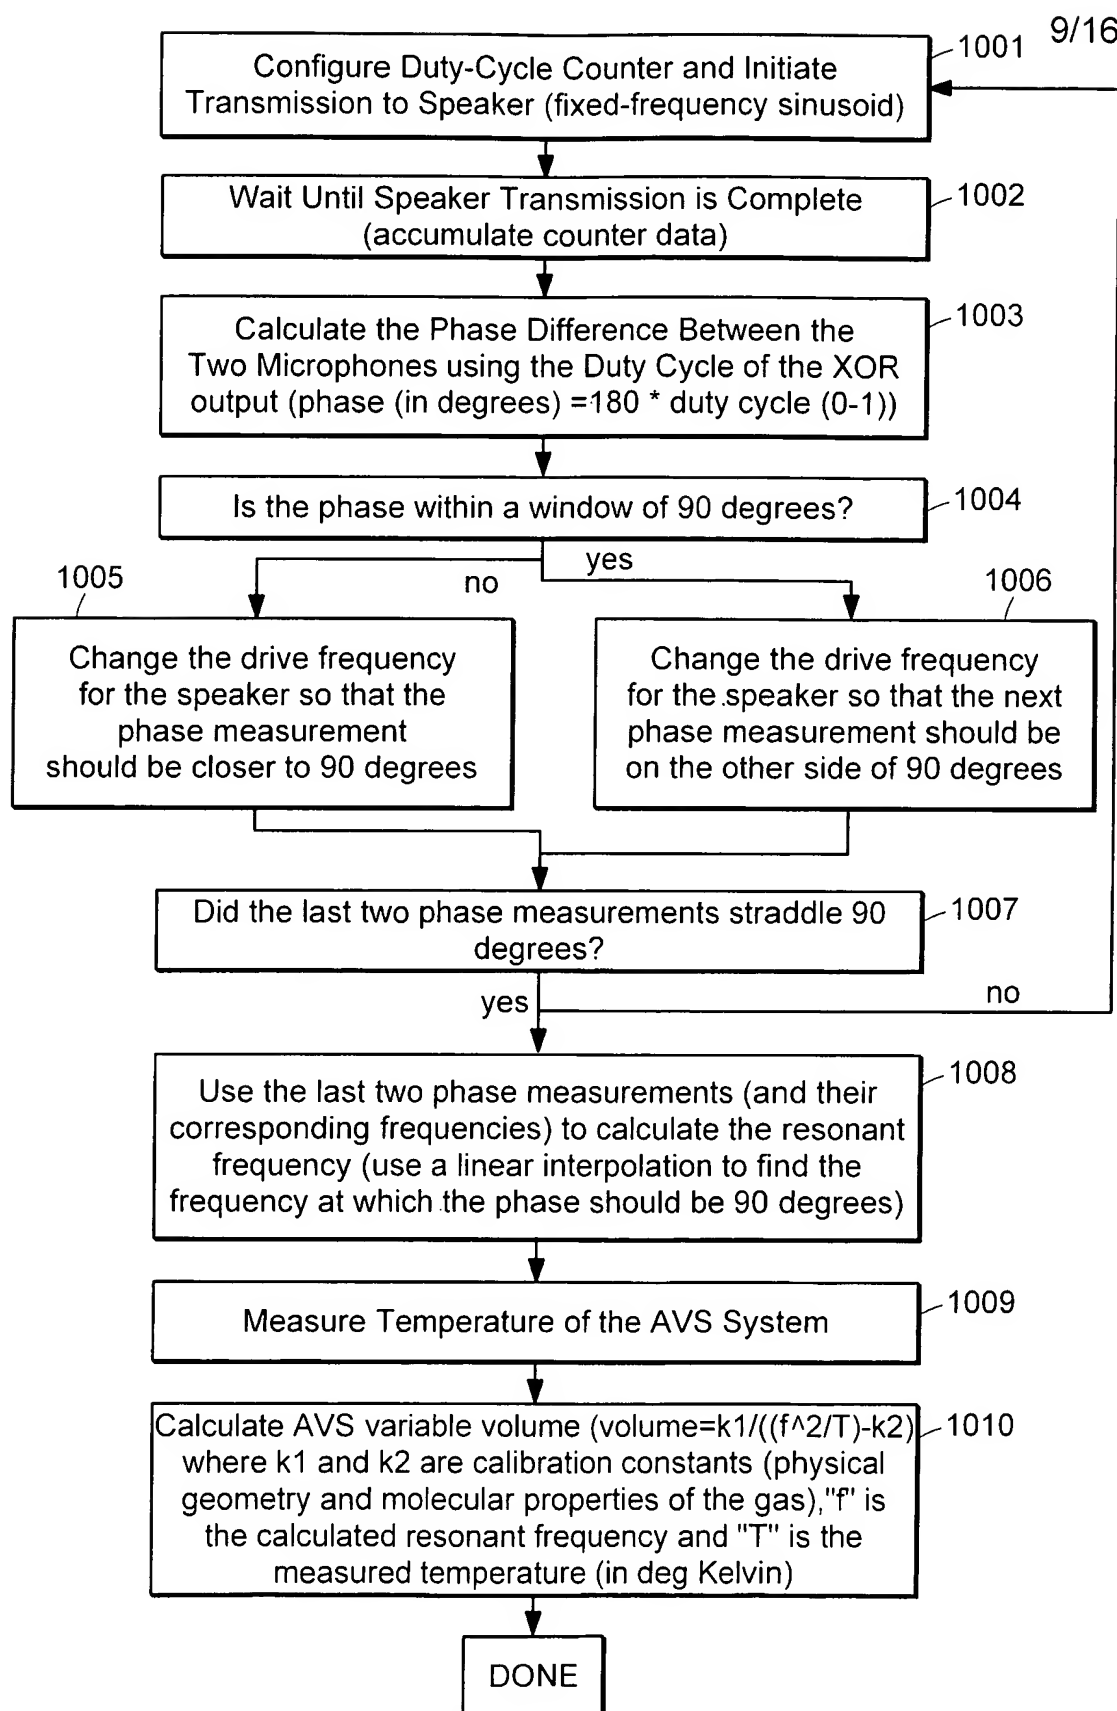 9/16
1001
Configure Duty-Cycle Counter and Initiate
Transmission to Speaker (fixed-frequency sinusoid)
1002
Wait Until Speaker Transmission is Complete
(accumulate counter data)
1003
Calculate the Phase Difference Between the
Two Microphones using the Duty Cycle of the XOR
output (phase (in degrees) =180 * duty cycle (0-1))
1004
Is the phase within a window of 90 degrees?
yes
no
1005
1006
Change the drive frequency
for the speaker so that the
phase measurement
should be closer to 90 degrees
Change the drive frequency
for the speaker so that the next
phase measurement should be
on the other side of 90 degrees
1007
Did the last two phase measurements straddle 90
degrees?
yes
no
1008
Use the last two phase measurements (and their
corresponding frequencies) to calculate the resonant
frequency (use a linear interpolation to find the
frequency at which the phase should be 90 degrees)
1009
Measure Temperature of the AVS System
1010
Calculate AVS variable volume (volume=k1/((f^2/T)-k2)
where k1 and k2 are calibration constants (physical
geometry and molecular properties of the gas),"f" is
the calculated resonant frequency and "T" is the
measured temperature (in deg Kelvin)
DONE